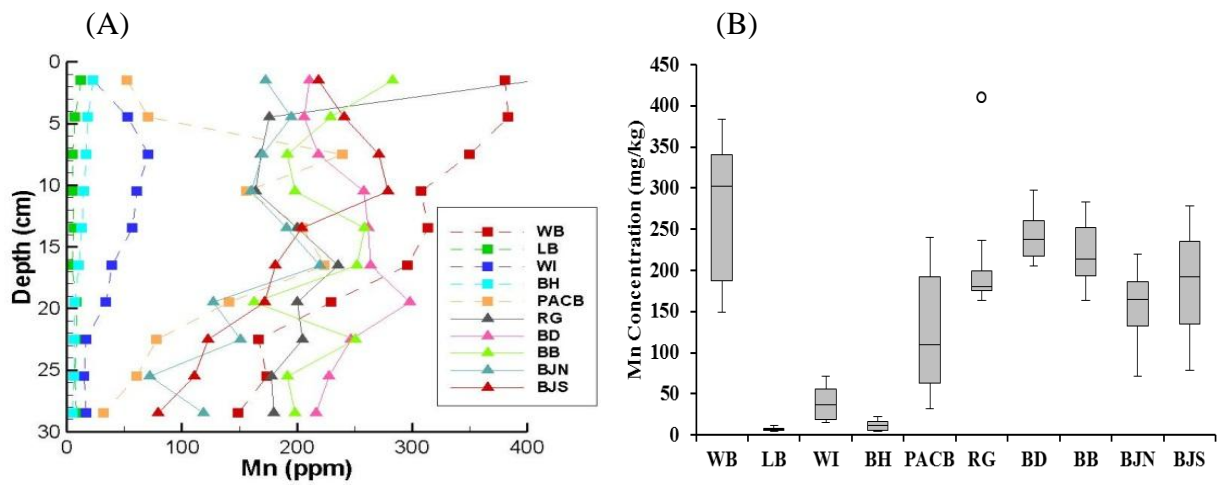 (A)
0
5
10
15
20
25
30
Depth (cm)
0 100 200 300 400
Mn (ppm)
WB
LB
WI
BH
PACB
RG
BD
BB
BJN
BJS
(B)
450
400
350
300
250
200
150
100
50
0
Mn Concentration (mg/kg)
WB LB WI BH PACB RG BD BB BJN BJS